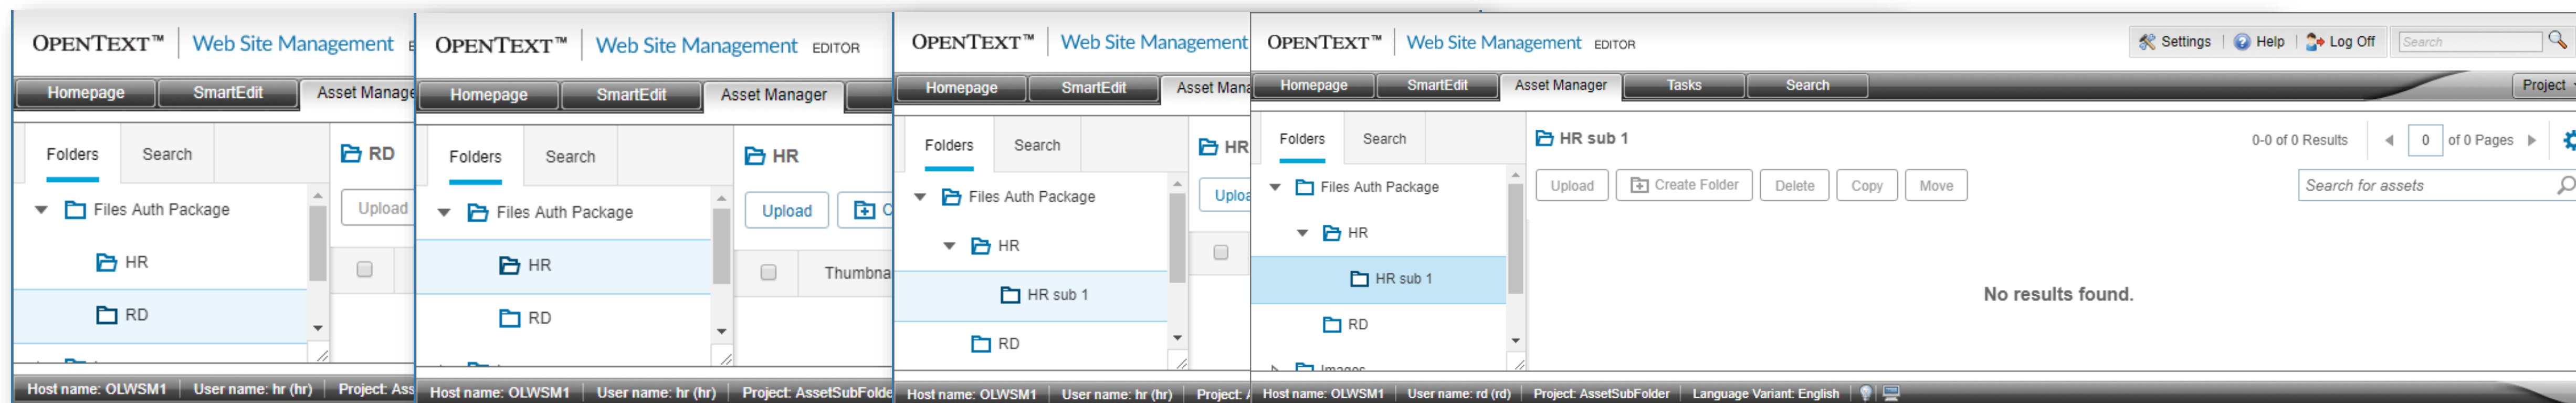 OPENTEXT™ Web Site Management E
Homepage SmartEdit Asset Manage
Folders Search RD
Files Auth Package Upload
HR
RD
Host name: OLWSM1 User name: hr (hr) Project: Ass
OPENTEXT™ Web Site Management EDITOR
Homepage SmartEdit Asset Manager
Folders Search HR
Files Auth Package Upload C
HR Thumbna
RD
Host name: OLWSM1 User name: hr (hr) Project: AssetSubFolde
OPENTEXT™ Web Site Management
Homepage SmartEdit Asset Mana
Folders Search HR
Files Auth Package Uploa
HR
HR sub 1
RD
Host name: OLWSM1 User name: hr (hr) Project: A
OPENTEXT™ Web Site Management EDITOR Settings Help Log Off Search
Homepage SmartEdit Asset Manager Tasks Search Project
Folders Search HR sub 1 0-0 of 0 Results 0 of 0 Pages
Files Auth Package Upload Create Folder Delete Copy Move Search for assets
HR
HR sub 1
No results found.
RD
Images
Host name: OLWSM1 User name: rd (rd) Project: AssetSubFolder Language Variant: English